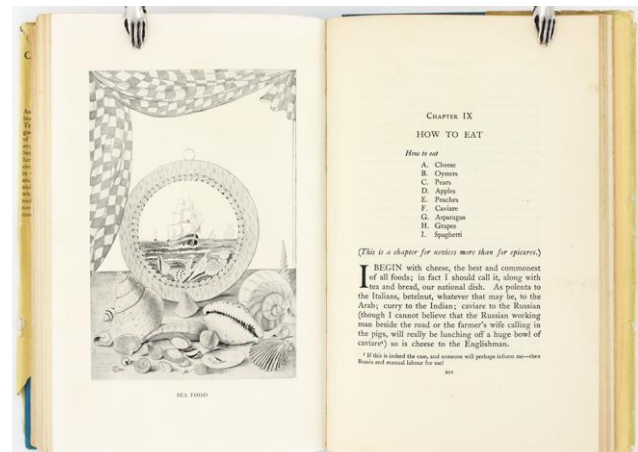 SEA FOOD
CHAPTER IX
HOW TO EAT
How to eat
A. Cheese
B. Oysters
C. Pears
D. Apples
E. Peaches
F. Caviare
G. Asparagus
H. Grapes
I. Spaghetti
(This is a chapter for novices more than for epicures.)
I BEGIN with cheese, the best and commonest
of all foods; in fact I should call it, along with
tea and bread, our national dish. As polenta to
the Italians, betelnut, whatever that may be, to the
Arab; curry to the Indian; caviare to the Russian
(though I cannot believe that the Russian working
man beside the road or the farmer's wife calling in
the pigs, will really be lunching off a huge bowl of
caviare¹) so is cheese to the Englishman.
¹ If this is indeed the case, and someone will perhaps inform me—then
Russia and manual labour for me!